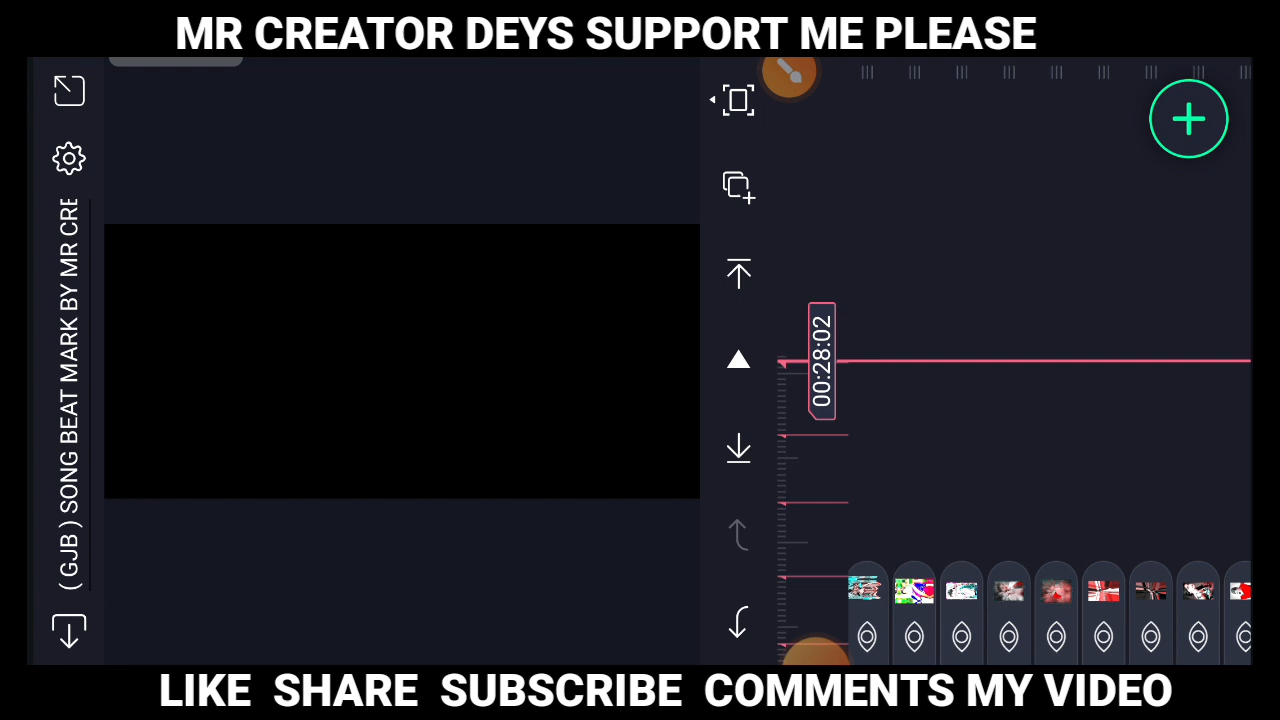 MR CREATOR DEYS SUPPORT ME PLEASE
( GJB ) SONG BEAT MARK BY MR CRE
00:28:02
LIKE SHARE SUBSCRIBE COMMENTS MY VIDEO